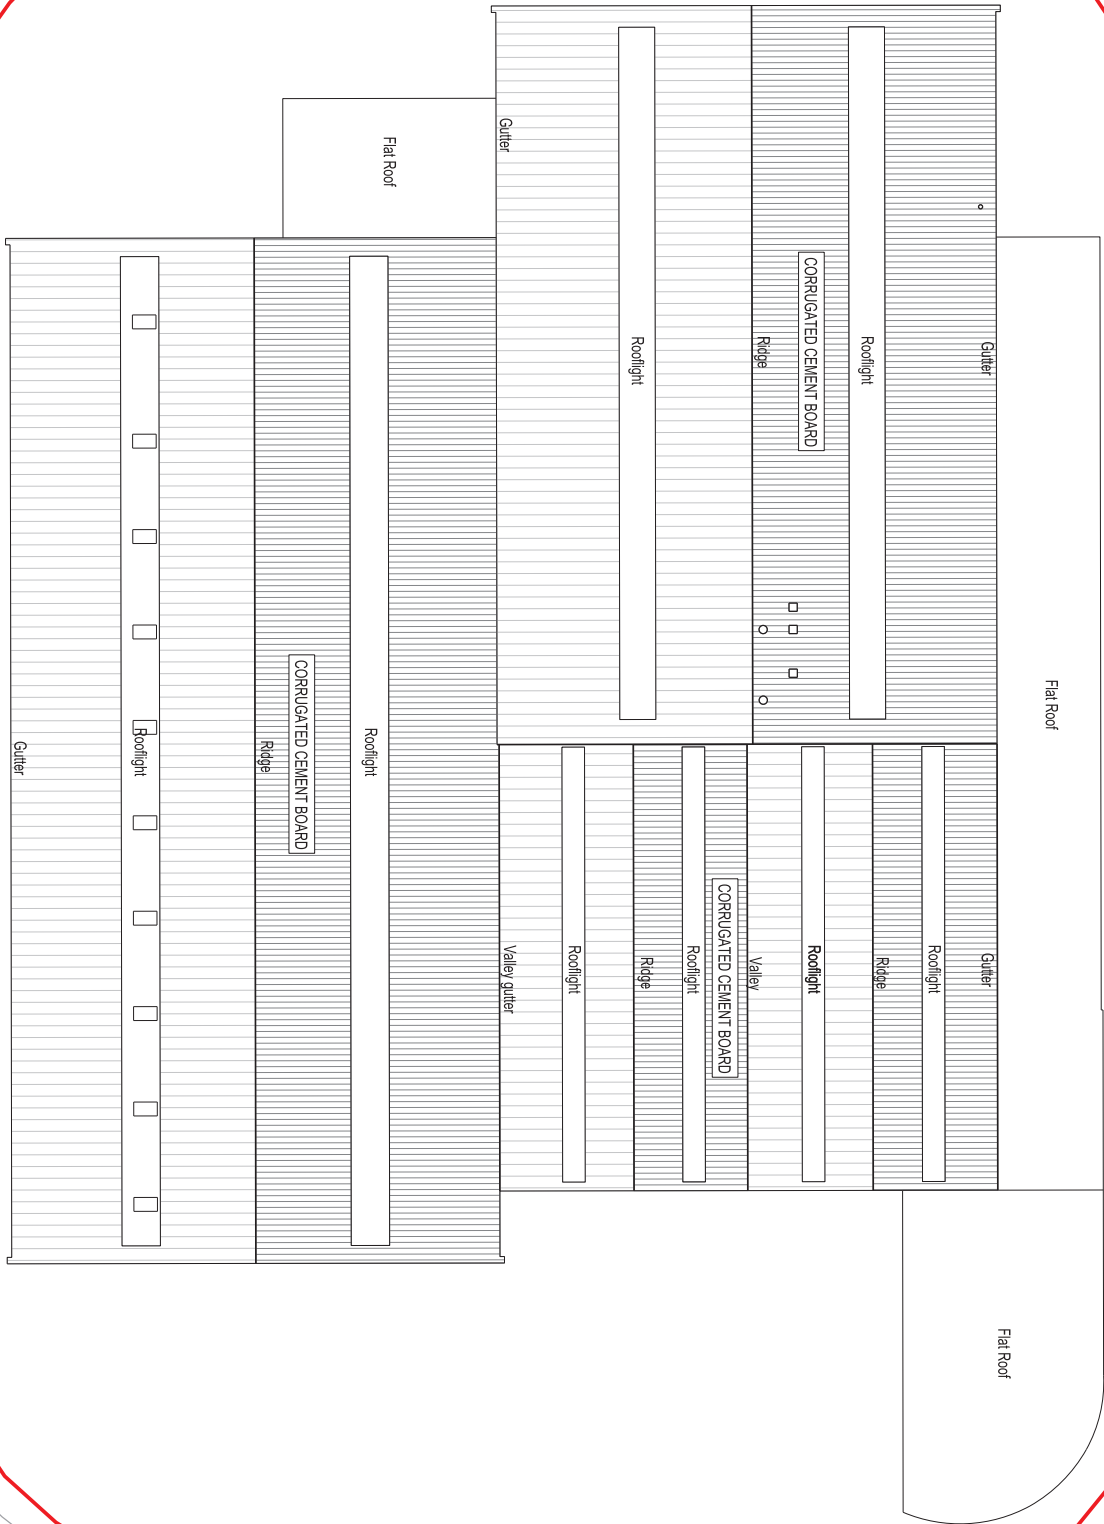 Gutter
Flat Roof
Rooflight
Ridge
CORRUGATED CEMENT BOARD
Rooflight
Gutter
Flat Roof
Gutter
Rooflight
Ridge
CORRUGATED CEMENT BOARD
Rooflight
Valley gutter
Rooflight
Ridge
Rooflight
CORRUGATED CEMENT BOARD
Valley
Rooflight
Ridge
Rooflight
Gutter
Flat Roof